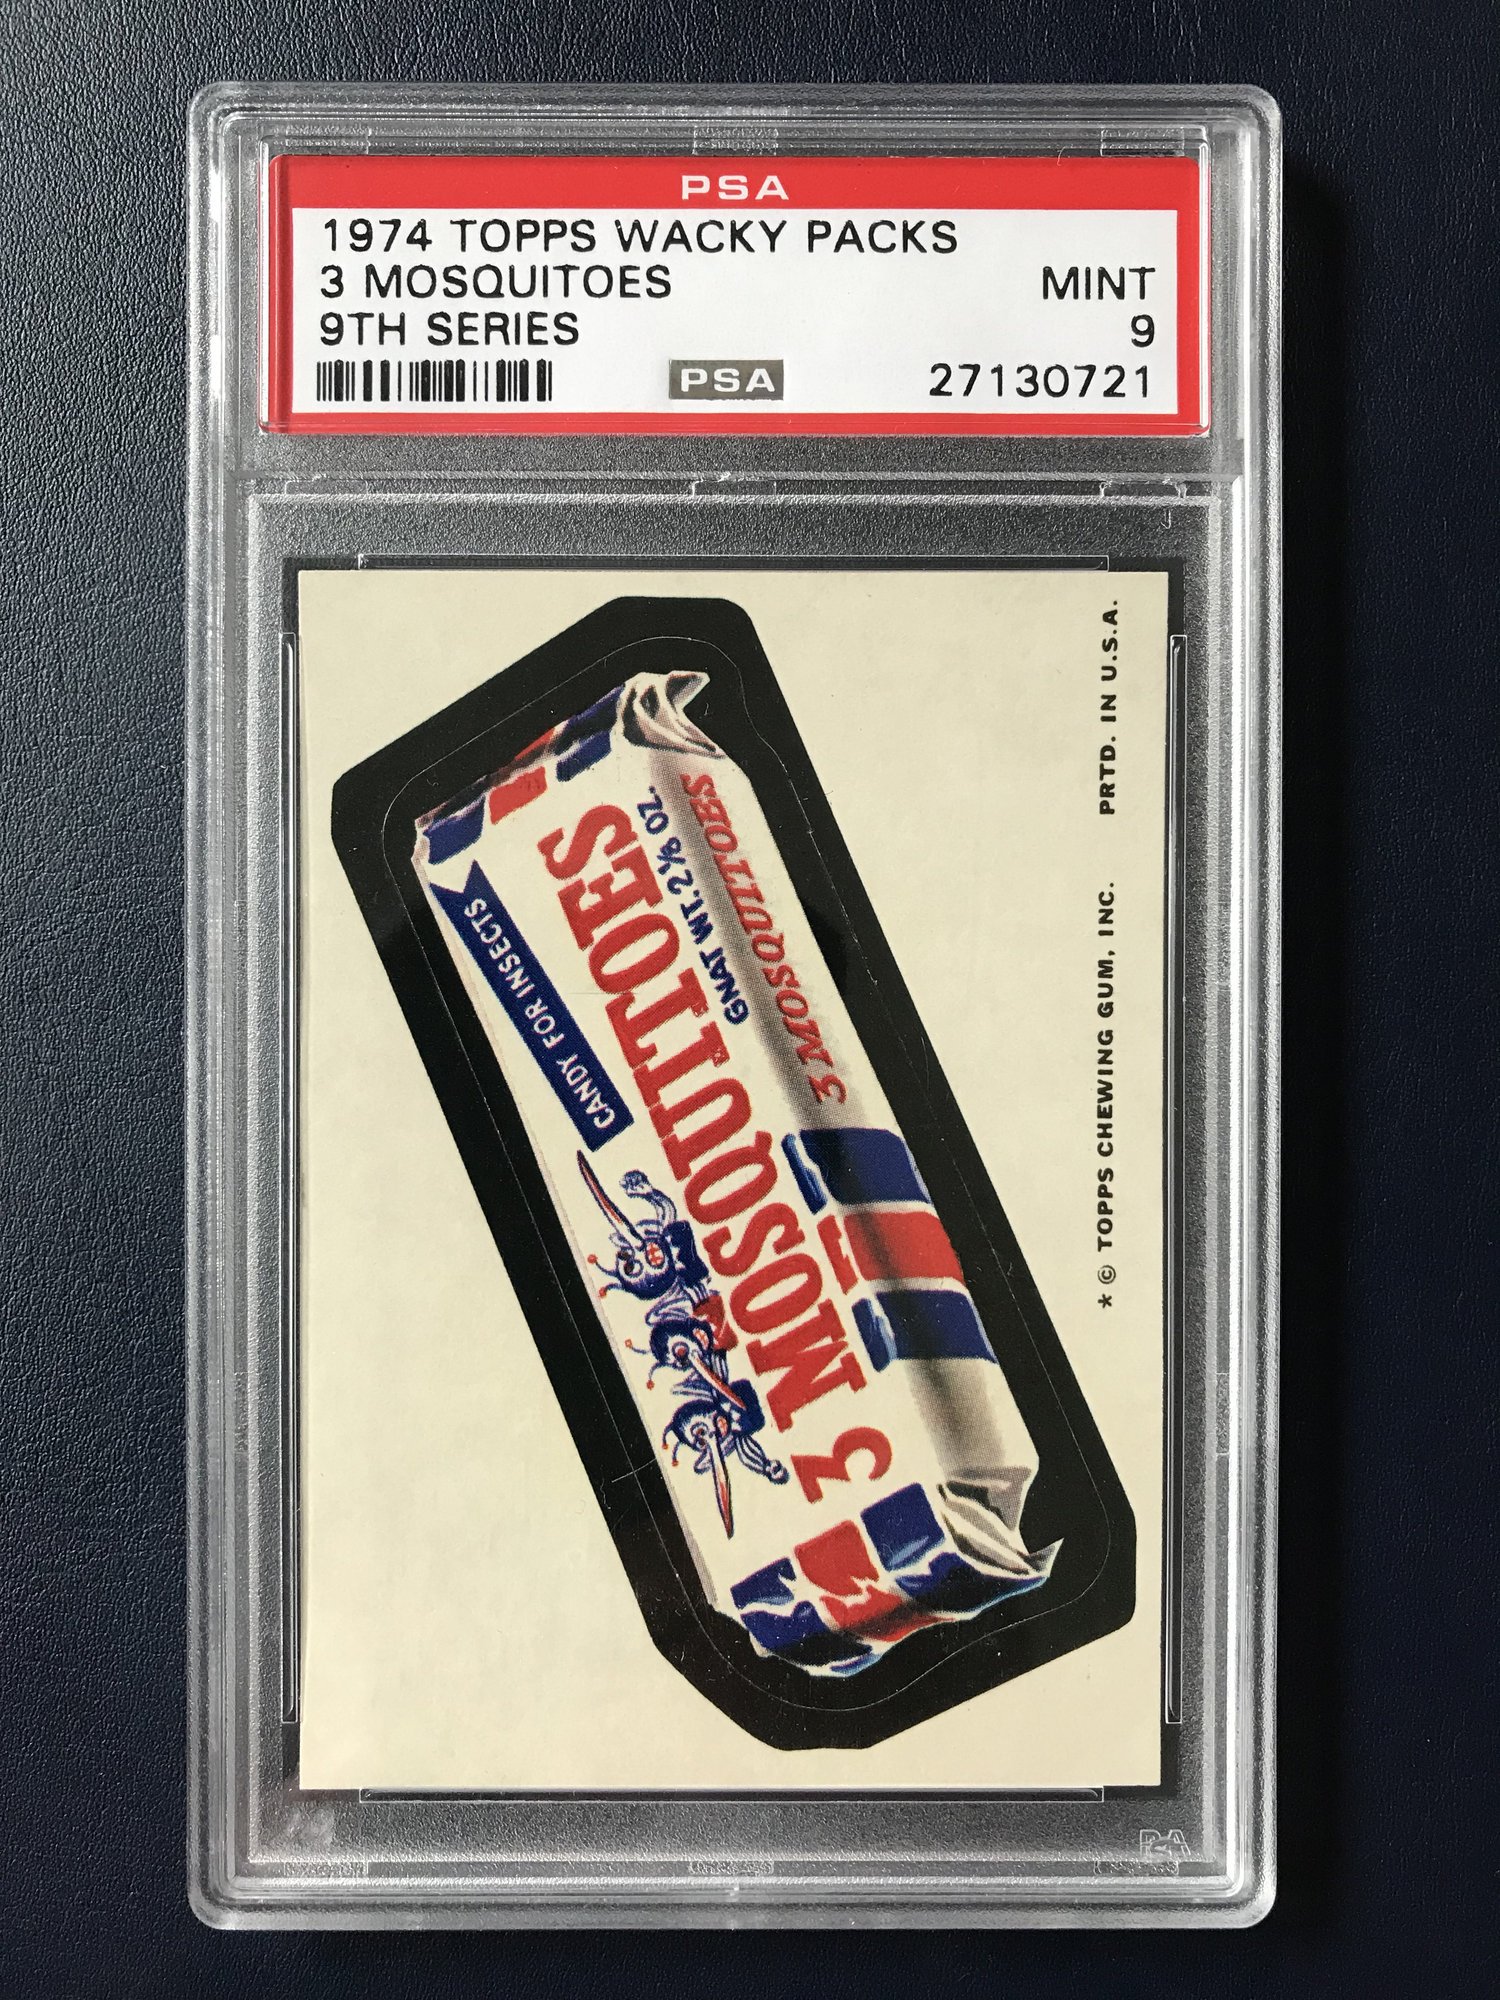 PSA
1974 TOPPS WACKY PACKS
3 MOSQUITOES MINT
9TH SERIES 9
PSA 27130721
CANDY FOR INSECTS
3 MOSQUITOES
GNAT WT. 2⅛ OZ.
3 MOSQUITOES
* © TOPPS CHEWING GUM, INC. PRTD. IN U.S.A.